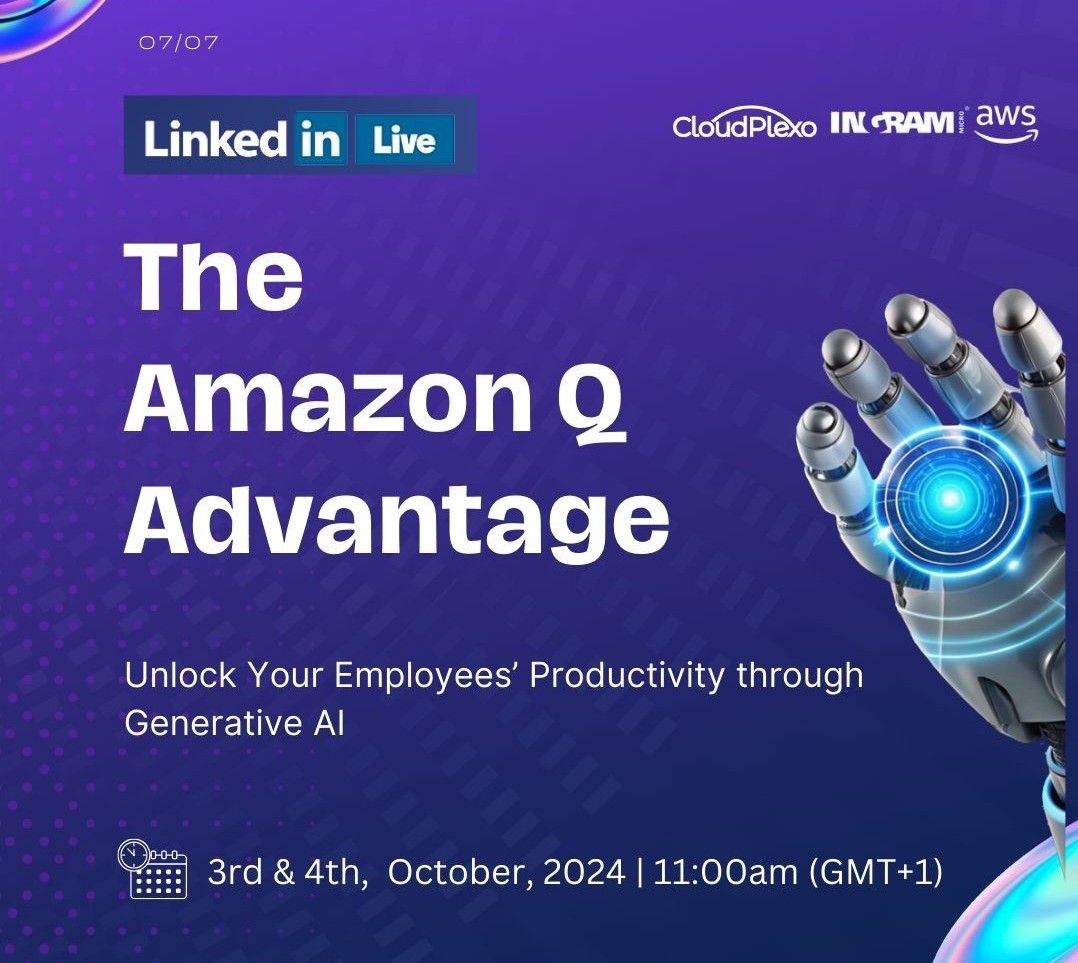 07/07
Linked in Live
CloudPlexo INGRAM MICRO® aws
The
Amazon Q
Advantage
Unlock Your Employees’ Productivity through
Generative AI
3rd & 4th, October, 2024 | 11:00am (GMT+1)